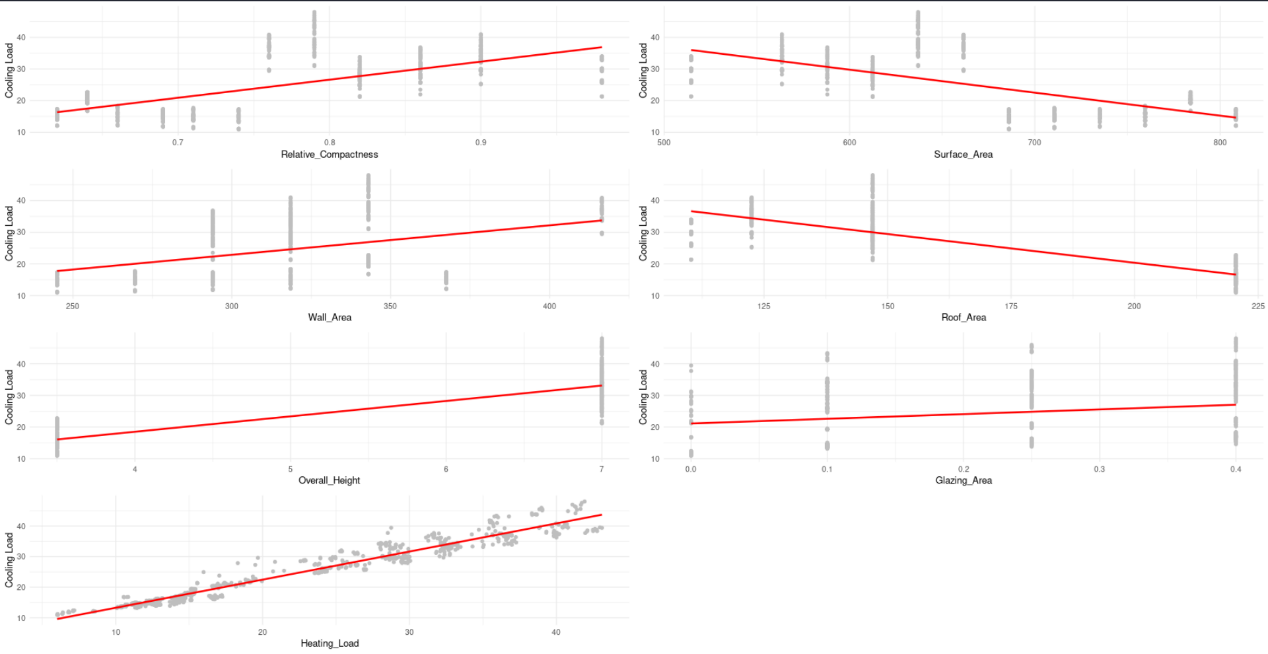 Cooling Load
40
30
20
10
0.7 0.8 0.9
Relative_Compactness
Cooling Load
40
30
20
10
500 600 700 800
Surface_Area
Cooling Load
40
30
20
10
250 300 350 400
Wall_Area
Cooling Load
40
30
20
10
125 150 175 200 225
Roof_Area
Cooling Load
40
30
20
10
4 5 6 7
Overall_Height
Cooling Load
40
30
20
10
0.0 0.1 0.2 0.3 0.4
Glazing_Area
Cooling Load
40
30
20
10
10 20 30 40
Heating_Load